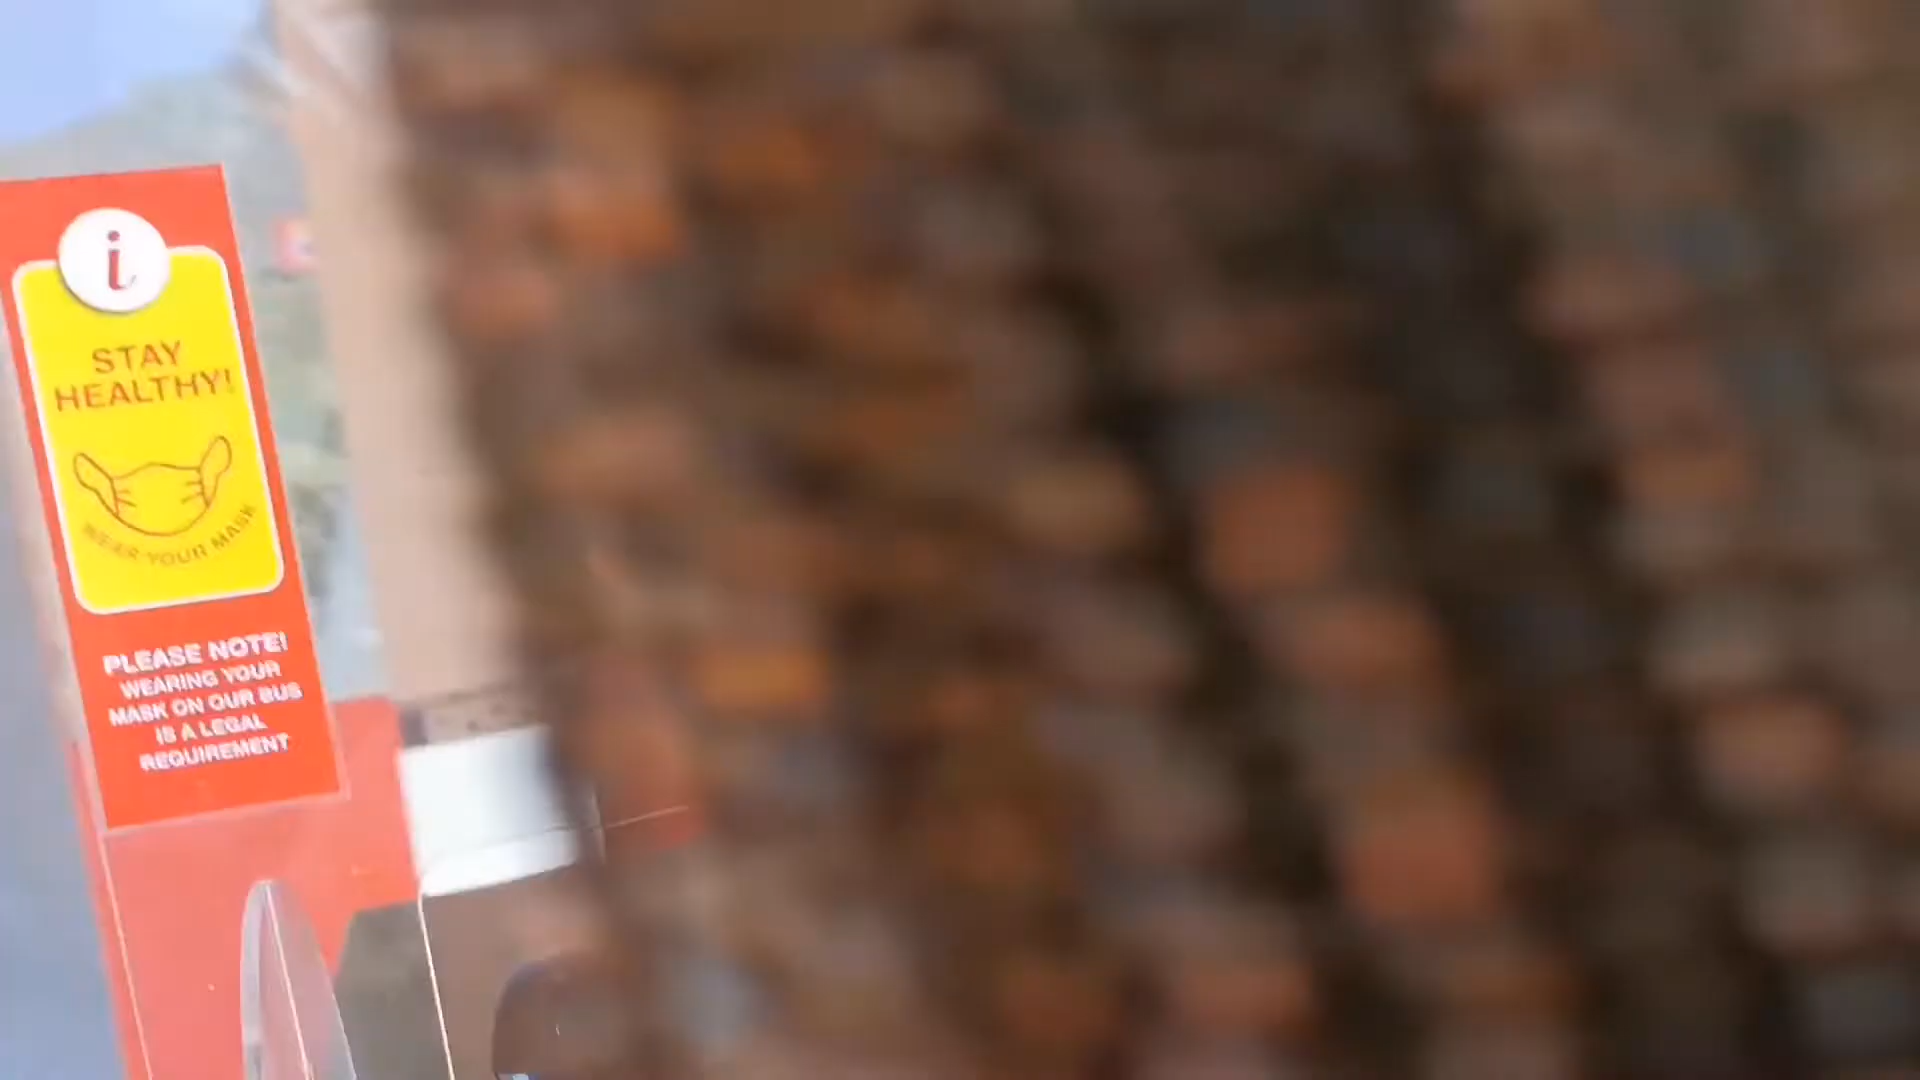 i
STAY
HEALTHY!
WEAR YOUR MASK
PLEASE NOTE!
WEARING YOUR
MASK ON OUR BUS
IS A LEGAL
REQUIREMENT